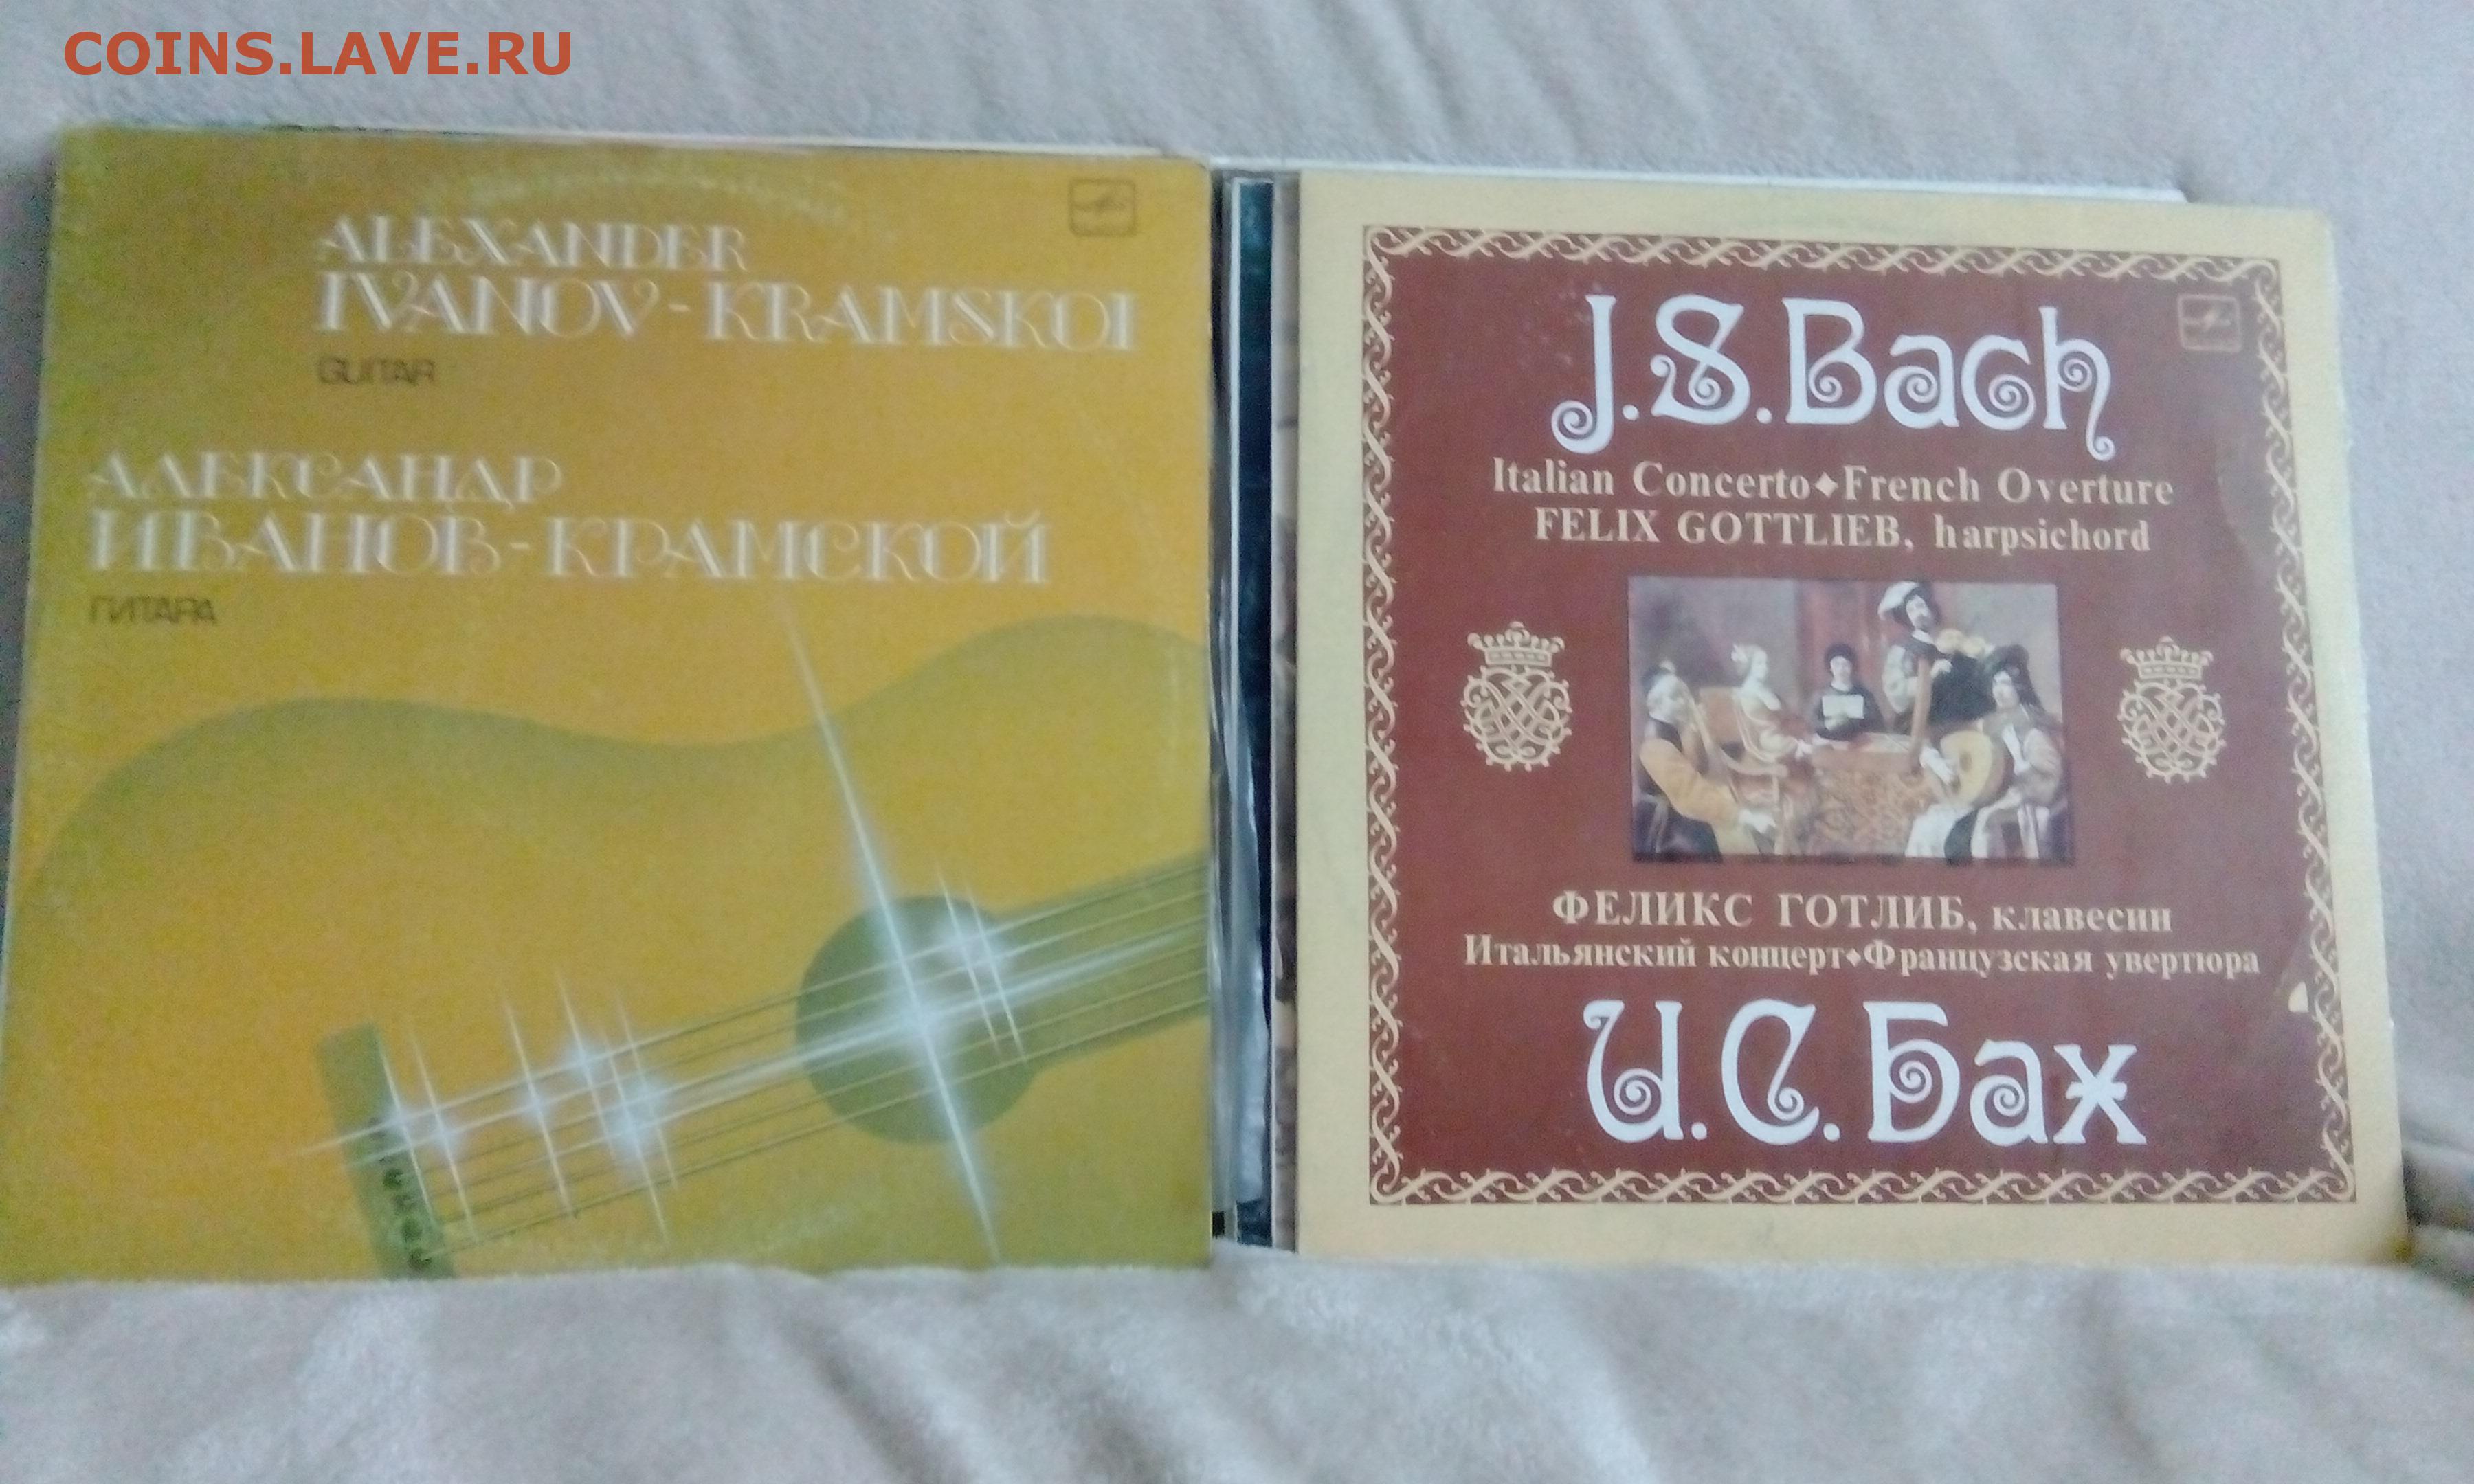 COINS.LAVE.RU
ALEXANDER
IVANOV-KRAMSKOI
GUITAR
АЛЕКСАНДР
ИВАНОВ-КРАМСКОЙ
ГИТАРА
J.S.Bach
Italian Concerto◆French Overture
FELIX GOTTLIEB, harpsichord
ФЕЛИКС ГОТЛИБ, клавесин
Итальянский концерт◆Французская увертюра
И.С.Бах